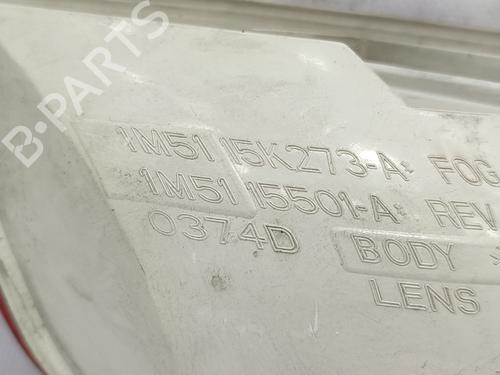 B-PARTS
1M51 15K273-A FOG
1M51 15501-A REV
0374D BODY
LENS